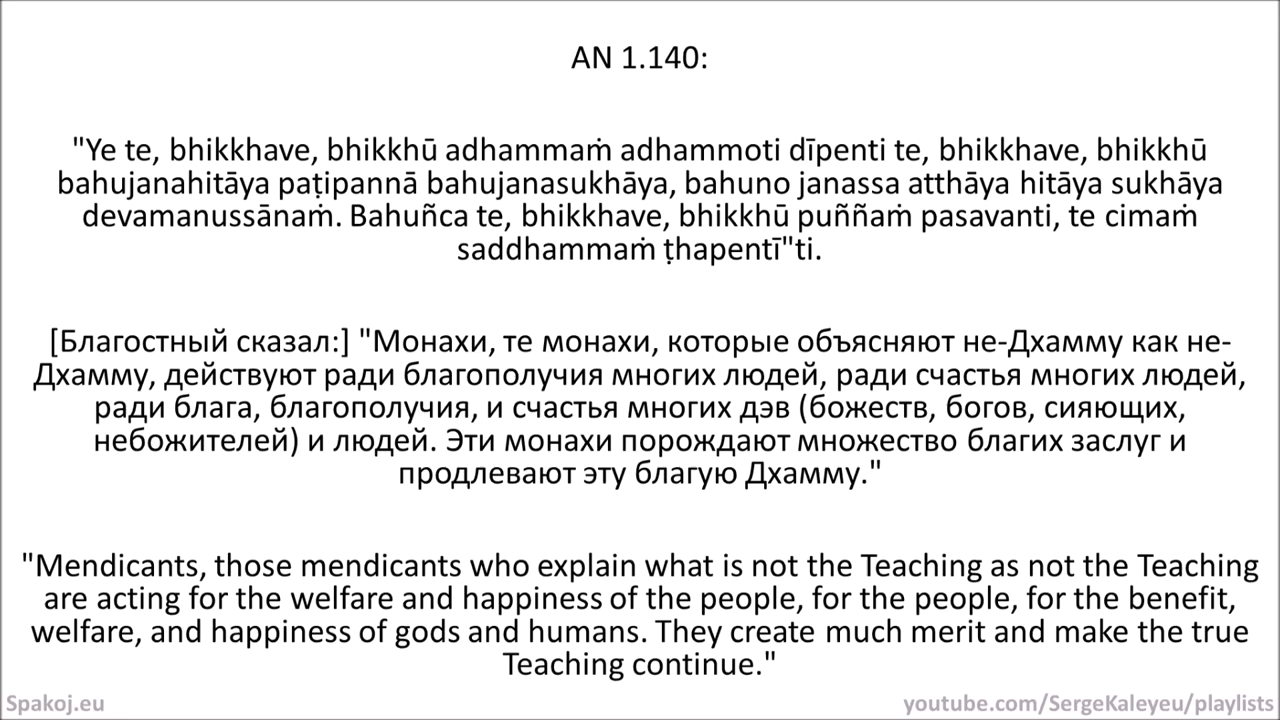 AN 1.140:
"Ye te, bhikkhave, bhikkhū adhammaṁ adhammoti dīpenti te, bhikkhave, bhikkhū
bahujanahitāya paṭipannā bahujanasukhāya, bahuno janassa atthāya hitāya sukhāya
devamanussānaṁ. Bahuñca te, bhikkhave, bhikkhū puññaṁ pasavanti, te cimaṁ
saddhammaṁ ṭhapentī"ti.
[Благостный сказал:] "Монахи, те монахи, которые объясняют не-Дхамму как не-
Дхамму, действуют ради благополучия многих людей, ради счастья многих людей,
ради блага, благополучия, и счастья многих дэв (божеств, богов, сияющих,
небожителей) и людей. Эти монахи порождают множество благих заслуг и
продлевают эту благую Дхамму."
"Mendicants, those mendicants who explain what is not the Teaching as not the Teaching
are acting for the welfare and happiness of the people, for the people, for the benefit,
welfare, and happiness of gods and humans. They create much merit and make the true
Teaching continue."
Spakoj.eu
youtube.com/SergeKaleyeu/playlists